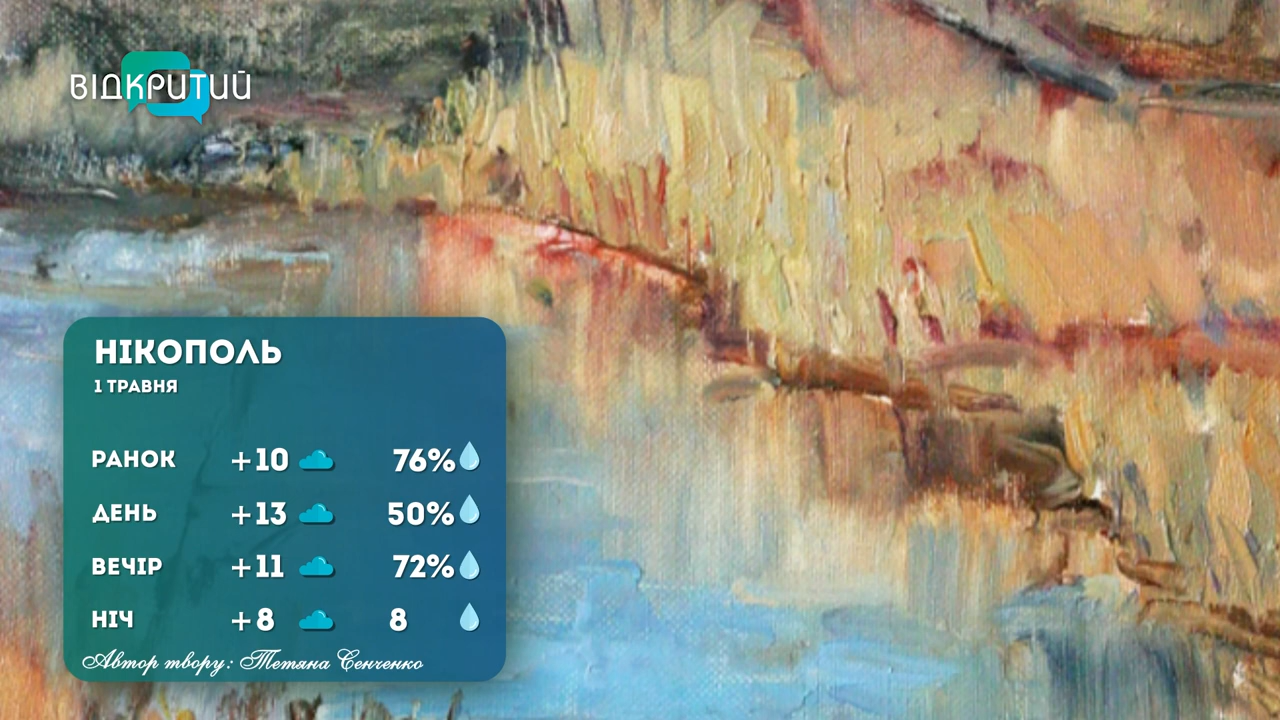 ВІДКРИТИЙ
НІКОПОЛЬ
1 ТРАВНЯ
РАНОК +10 76%
ДЕНЬ +13 50%
ВЕЧІР +11 72%
НІЧ +8 8
Автор твору: Тетяна Сенченко